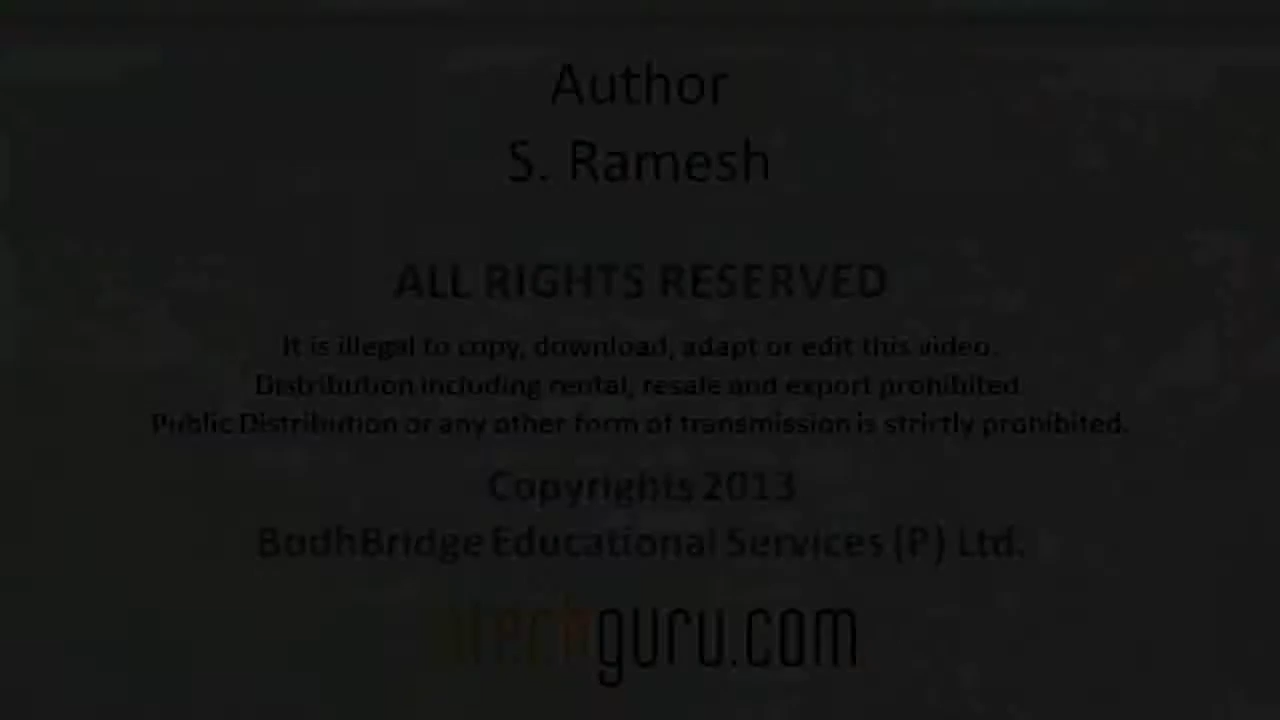 Author
S. Ramesh
ALL RIGHTS RESERVED
It is illegal to copy, download, adapt or edit this video.
Distribution including rental, resale and export prohibited.
Public Distribution or any other form of transmission is strictly prohibited.
Copyrights 2013
BodhBridge Educational Services (P) Ltd.
guru.com